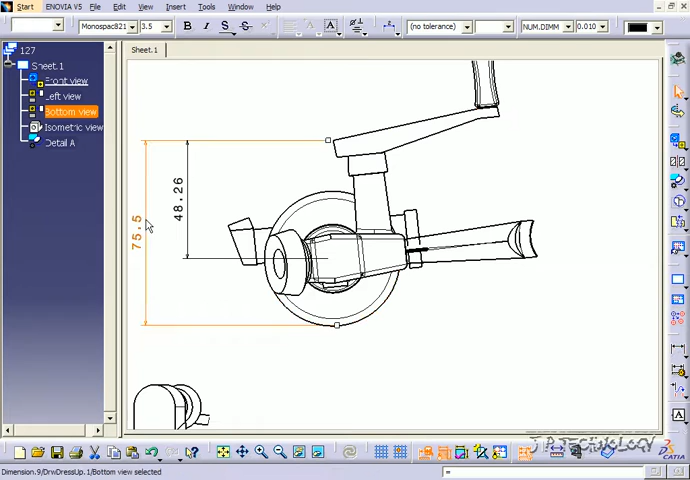 Start ENOVIA V5 File Edit View Insert Tools Window Help
Monospac821 3.5 B I S (no tolerance) NUM.DIMM 0.010
127
Sheet.1
Front view
Left view
Bottom view
Isometric view
Detail A
Sheet.1
75,5
48.26
J.P.TECHNOLOGY
CATIA
Dimension.9/DrwDressUp.1/Bottom view selected